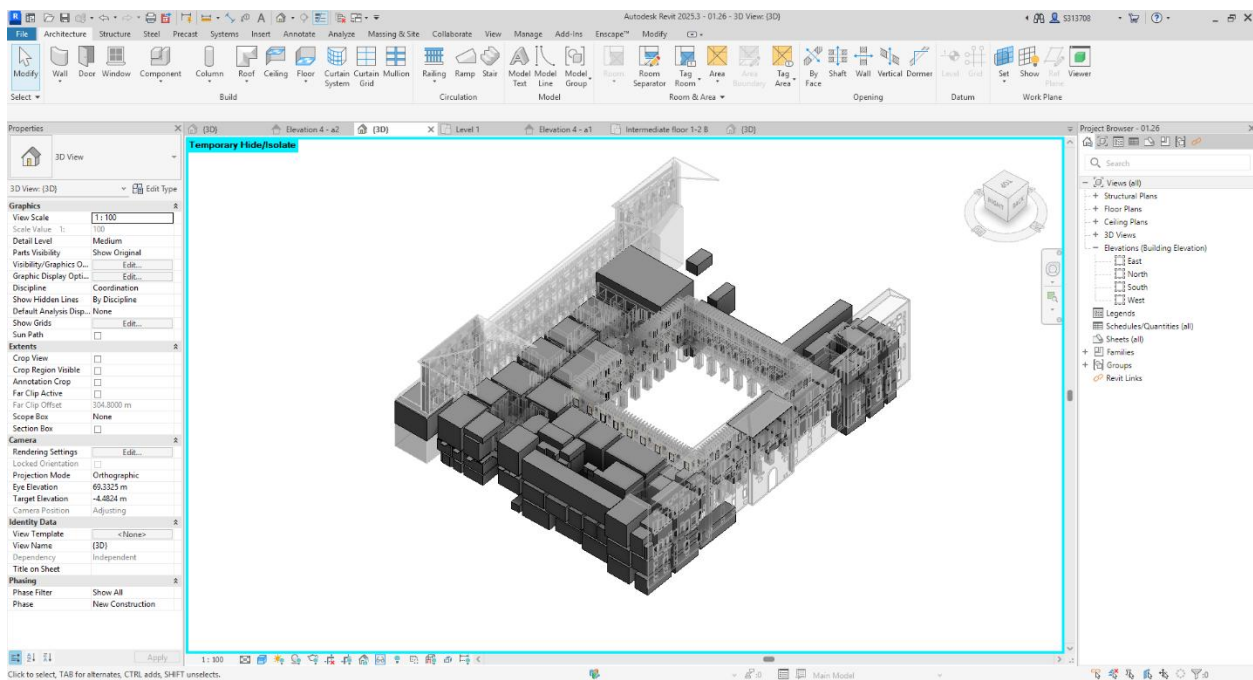 Autodesk Revit 2025.3 - 01.26 - 3D View: {3D}
S313708
File Architecture Structure Steel Precast Systems Insert Annotate Analyze Massing & Site Collaborate View Manage Add-Ins Enscape™ Modify
Modify Wall Door Window Component Column Roof Ceiling Floor Curtain System Curtain Grid Mullion Railing Ramp Stair Model Text Model Line Model Group Room Room Separator Tag Room Area Area Boundary Tag Area By Face Shaft Wall Vertical Dormer Level Grid Set Show Ref Plane Viewer
Select Build Circulation Model Room & Area Opening Datum Work Plane
Properties
{3D} Elevation 4 - a2 {3D} Level 1 Elevation 4 - a1 Intermediate floor 1-2 B {3D}
Project Browser - 01.26
Temporary Hide/Isolate
3D View
3D View: {3D} Edit Type
Graphics
View Scale 1 : 100
Scale Value 1: 100
Detail Level Medium
Parts Visibility Show Original
Visibility/Graphics O... Edit...
Graphic Display Opti... Edit...
Discipline Coordination
Show Hidden Lines By Discipline
Default Analysis Disp... None
Show Grids Edit...
Sun Path
Extents
Crop View
Crop Region Visible
Annotation Crop
Far Clip Active
Far Clip Offset 304.8000 m
Scope Box None
Section Box
Camera
Rendering Settings Edit...
Locked Orientation
Projection Mode Orthographic
Eye Elevation 69.3325 m
Target Elevation -4.4824 m
Camera Position Adjusting
Identity Data
View Template <None>
View Name {3D}
Dependency Independent
Title on Sheet
Phasing
Phase Filter Show All
Phase New Construction
Apply
TOP
RIGHT BACK
Search
Views (all)
Structural Plans
Floor Plans
Ceiling Plans
3D Views
Elevations (Building Elevation)
East
North
South
West
Legends
Schedules/Quantities (all)
Sheets (all)
Families
Groups
Revit Links
1 : 100
Click to select, TAB for alternates, CTRL adds, SHIFT unselects.
:0
Main Model
:0